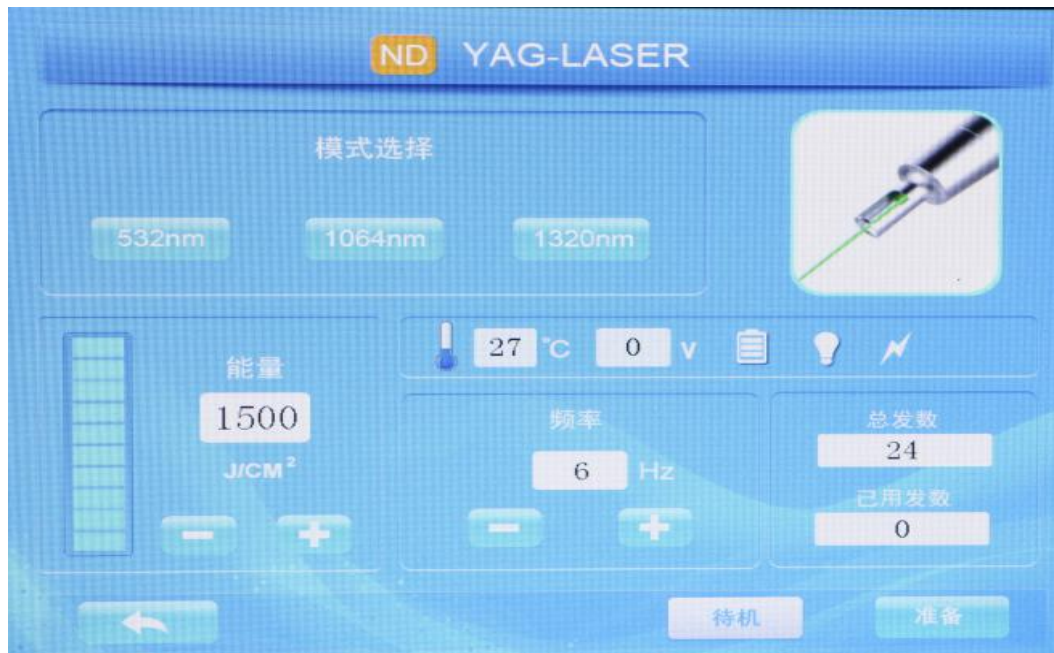 ND YAG-LASER
模式选择
532nm 1064nm 1320nm
27 °C 0 V
能量
1500
J/CM²
频率
6 Hz
总发数
24
已用发数
0
待机 准备